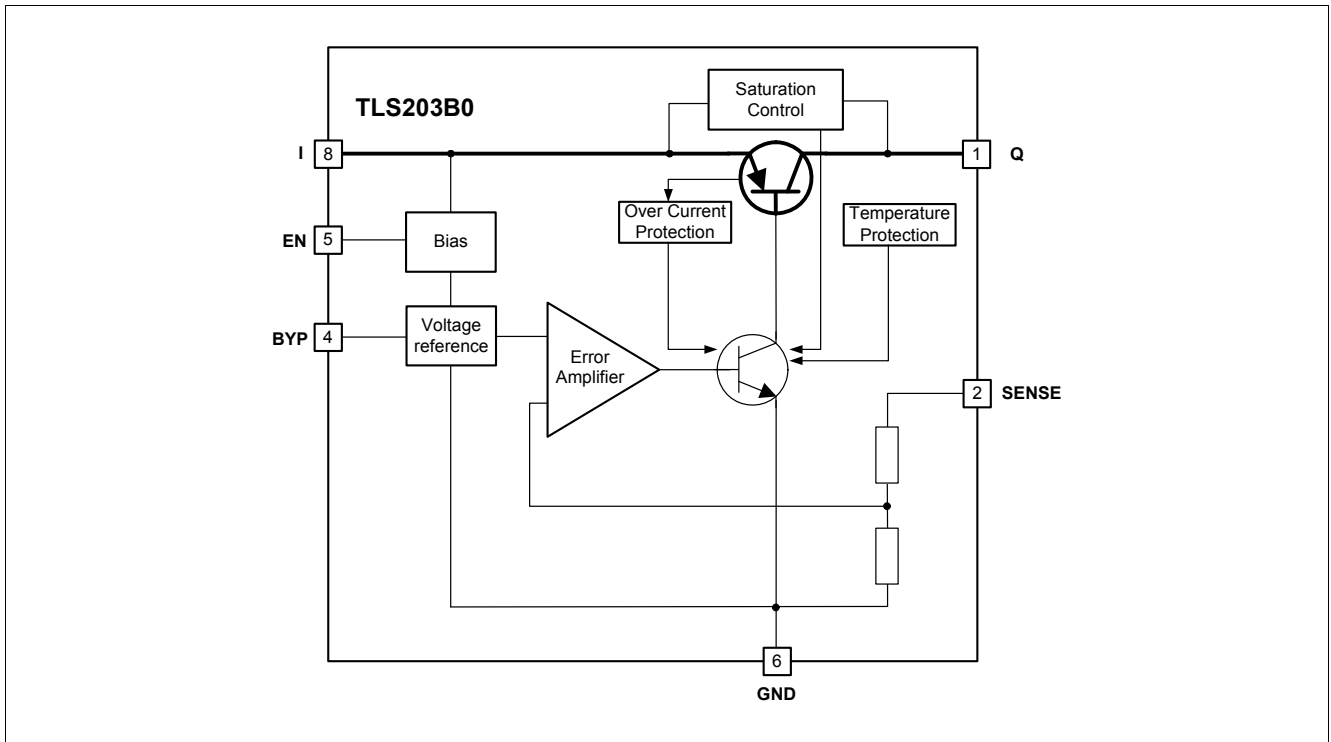 TLS203B0
Saturation
Control
I
8
1
Q
Over Current
Protection
Temperature
Protection
EN
5
Bias
BYP
4
Voltage
reference
Error
Amplifier
2
SENSE
6
GND